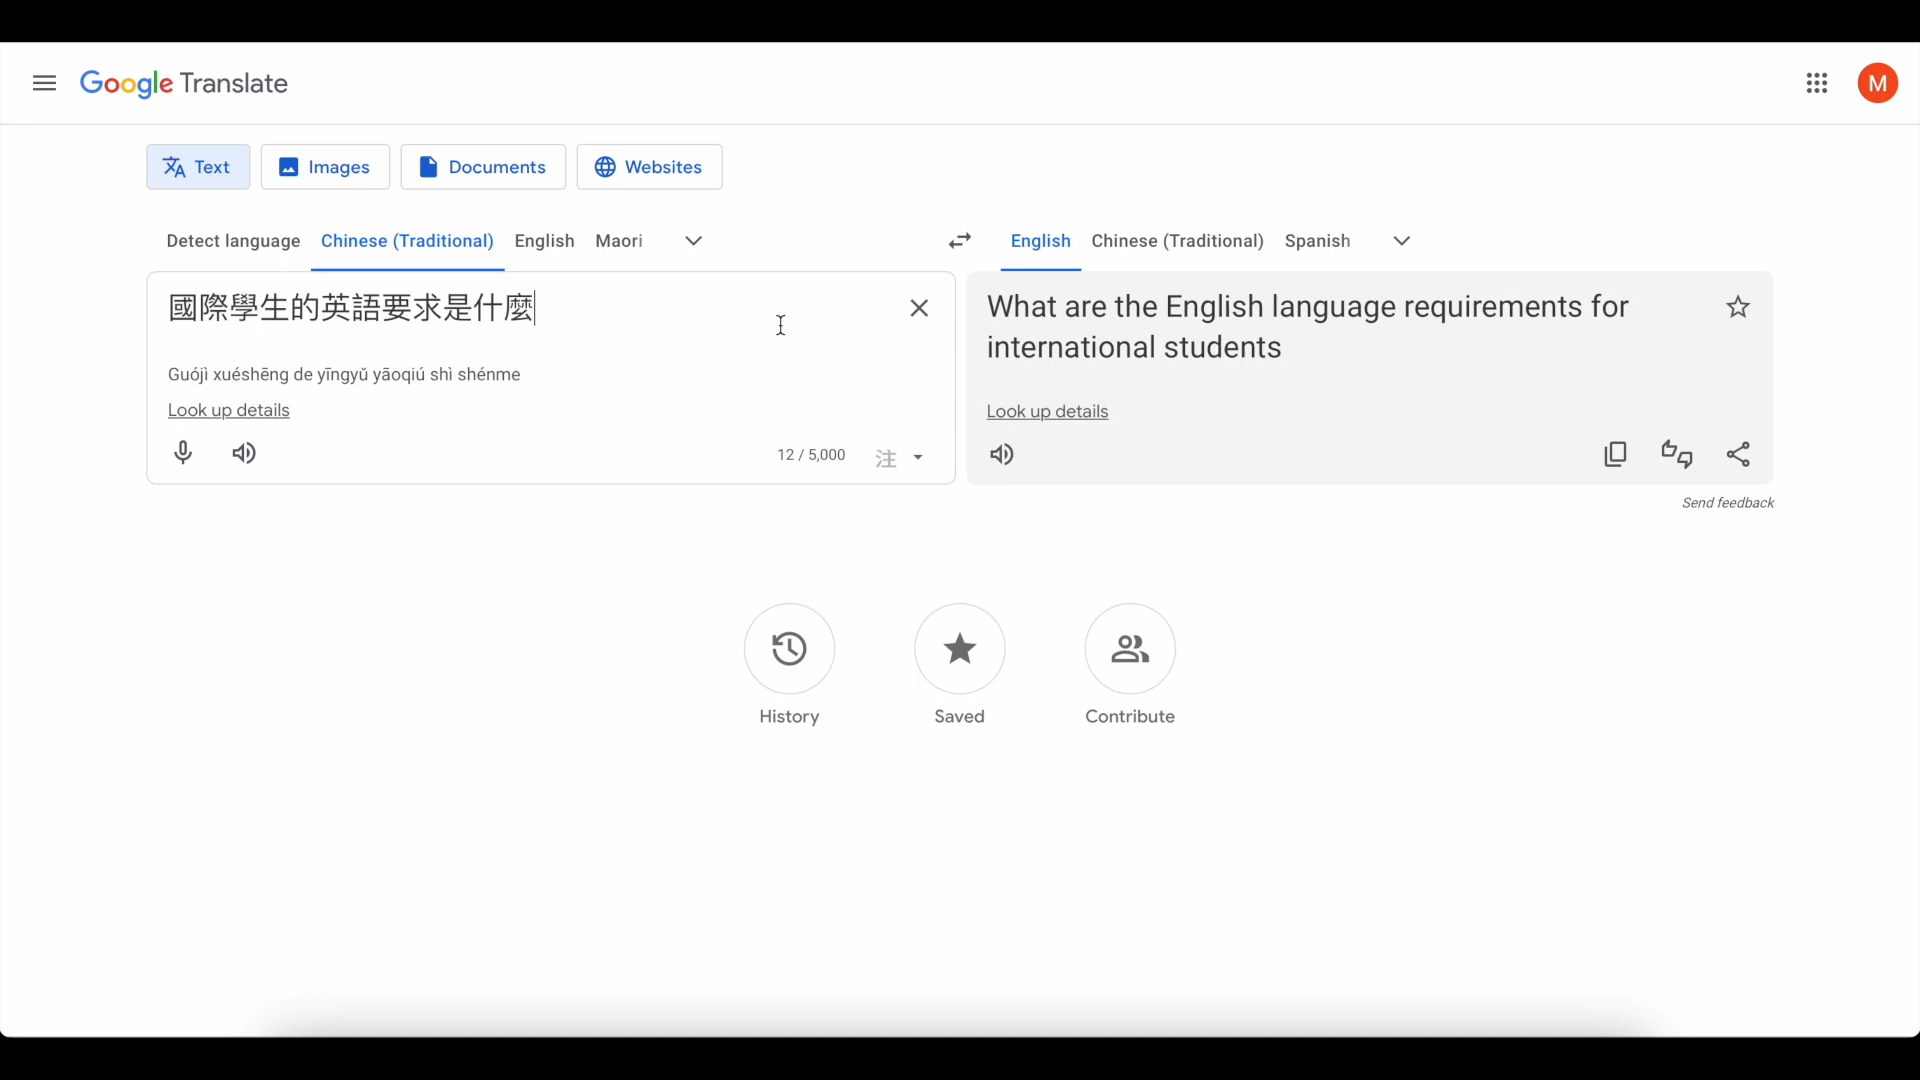 Google Translate
M
Text
Images
Documents
Websites
Detect language
Chinese (Traditional)
English
Maori
English
Chinese (Traditional)
Spanish
國際學生的英語要求是什麼
Guójì xuéshēng de yīngyǔ yāoqiú shì shénme
Look up details
12 / 5,000
注
What are the English language requirements for
international students
Look up details
Send feedback
History
Saved
Contribute